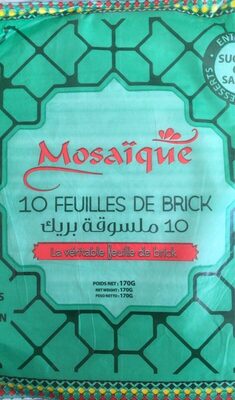 Mosaïque
10 FEUILLES DE BRICK
10 ملسوقة بريك
La véritable feuille de brick
POIDS NET : 170G
NET WEIGHT : 170G
PESO NETTO : 170G
DESSERTS